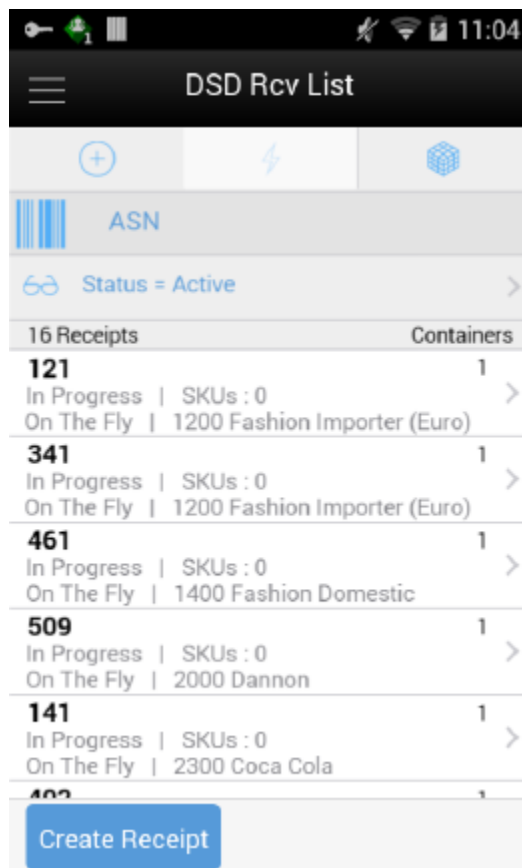 1
11:04
DSD Rcv List
ASN
Status = Active
16 Receipts Containers
121 1
In Progress | SKUs : 0
On The Fly | 1200 Fashion Importer (Euro)
341 1
In Progress | SKUs : 0
On The Fly | 1200 Fashion Importer (Euro)
461 1
In Progress | SKUs : 0
On The Fly | 1400 Fashion Domestic
509 1
In Progress | SKUs : 0
On The Fly | 2000 Dannon
141 1
In Progress | SKUs : 0
On The Fly | 2300 Coca Cola
Create Receipt